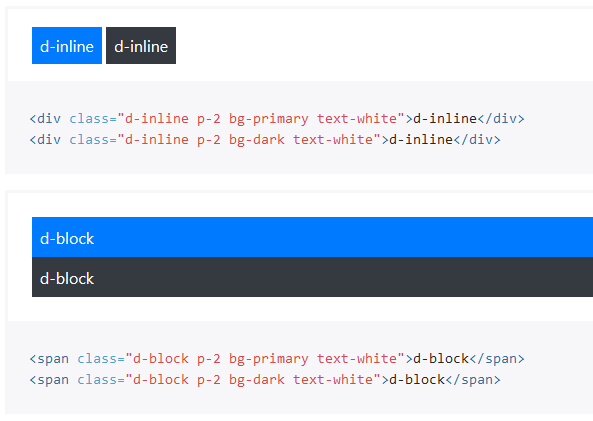 d-inline d-inline
<div class="d-inline p-2 bg-primary text-white">d-inline</div>
<div class="d-inline p-2 bg-dark text-white">d-inline</div>
d-block
d-block
<span class="d-block p-2 bg-primary text-white">d-block</span>
<span class="d-block p-2 bg-dark text-white">d-block</span>